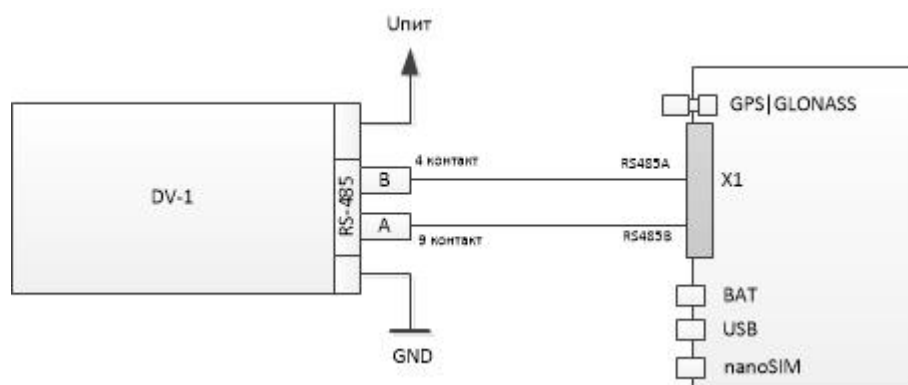 Uпит
GPS|GLONASS
4 контакт
RS485A
B
X1
DV-1
RS-485
A
RS485B
9 контакт
BAT
USB
GND
nanoSIM